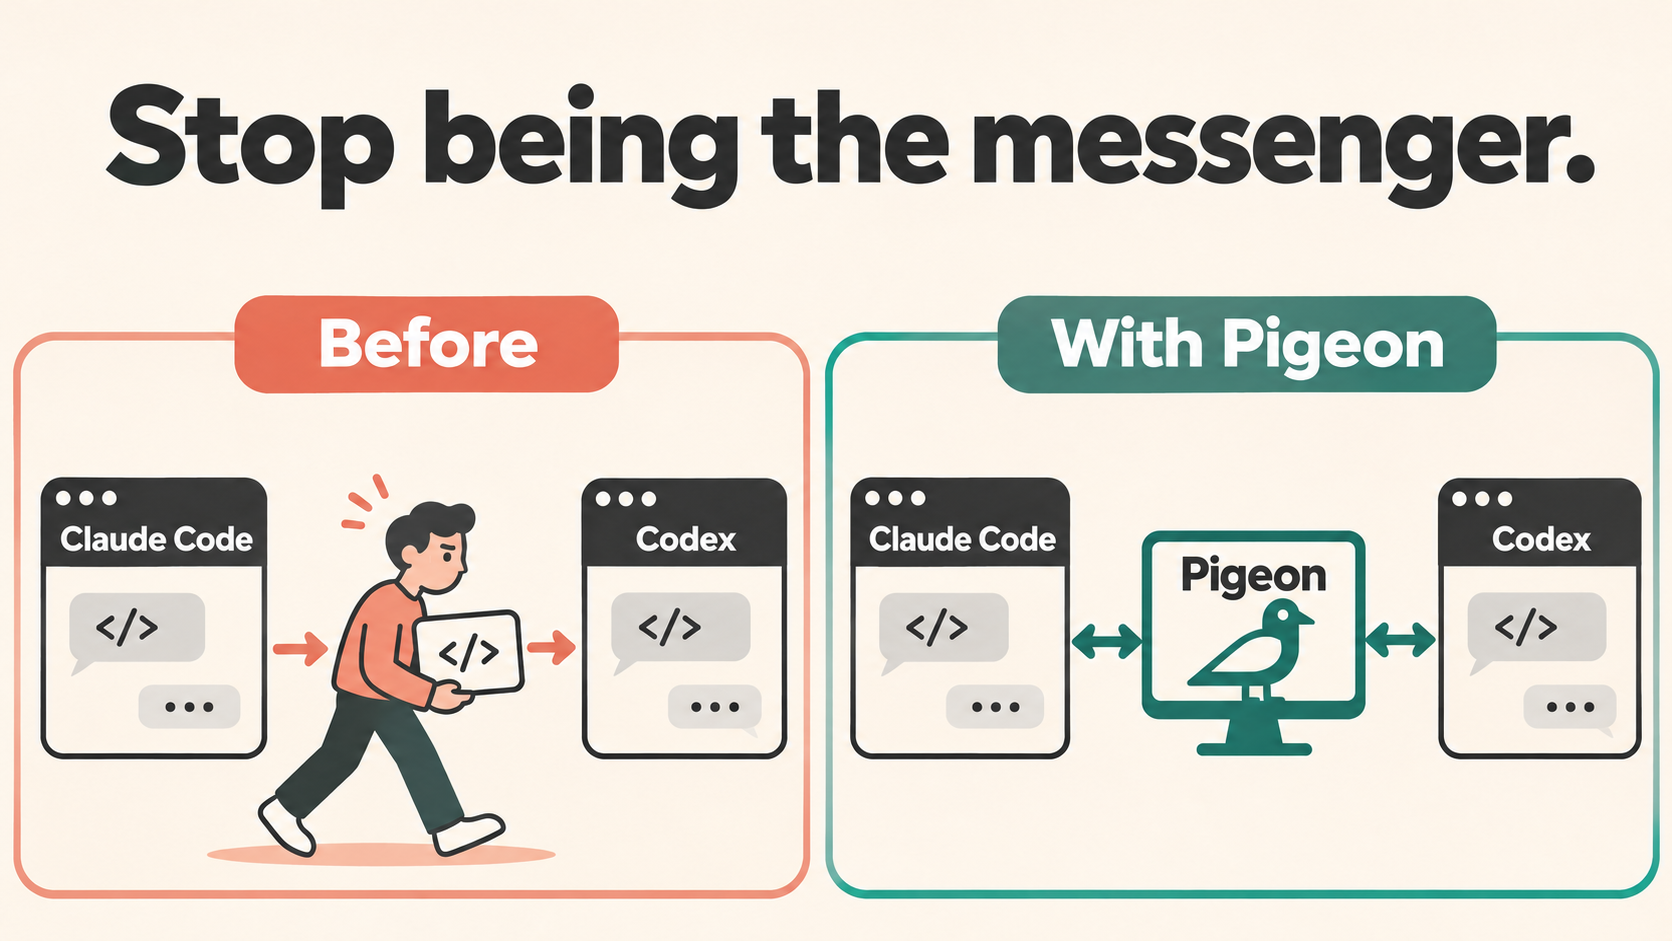 Stop being the messenger.
Before
Claude Code
</>
...
</>
Codex
</>
...
With Pigeon
Claude Code
</>
...
Pigeon
Codex
</>
...